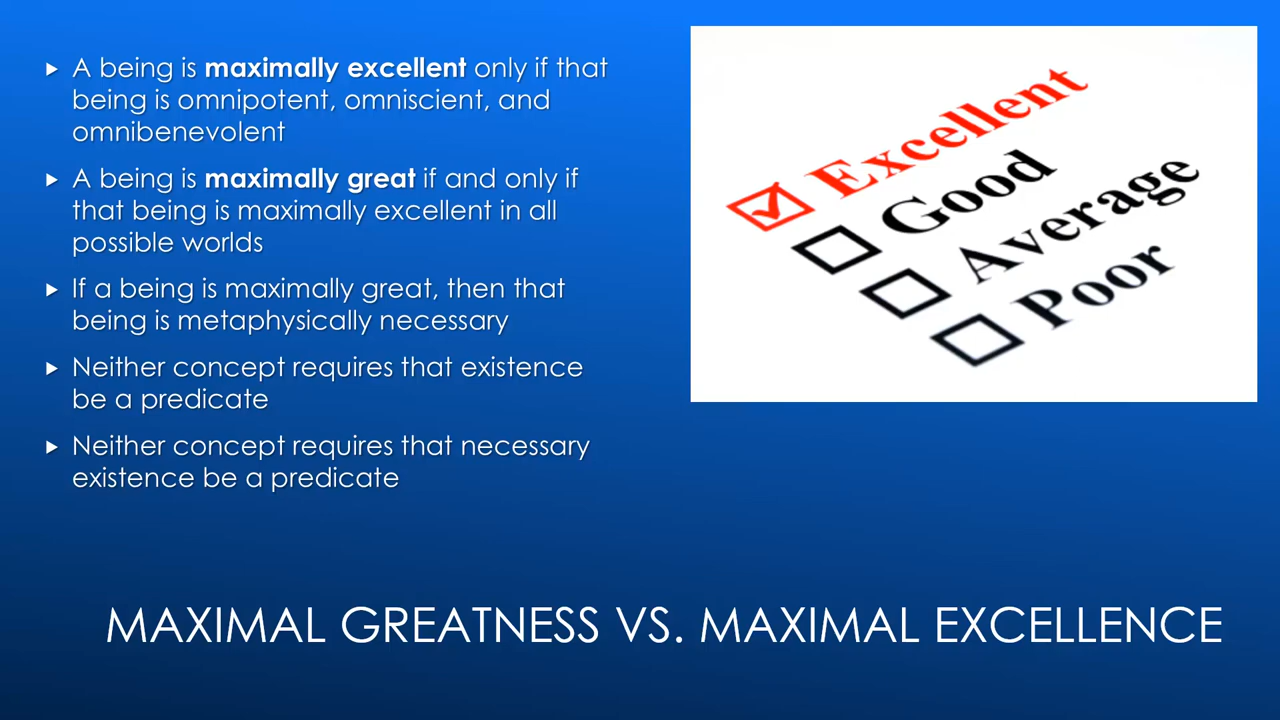 A being is maximally excellent only if that
being is omnipotent, omniscient, and
omnibenevolent
A being is maximally great if and only if
that being is maximally excellent in all
possible worlds
If a being is maximally great, then that
being is metaphysically necessary
Neither concept requires that existence
be a predicate
Neither concept requires that necessary
existence be a predicate
Excellent
Good
Average
Poor
MAXIMAL GREATNESS VS. MAXIMAL EXCELLENCE